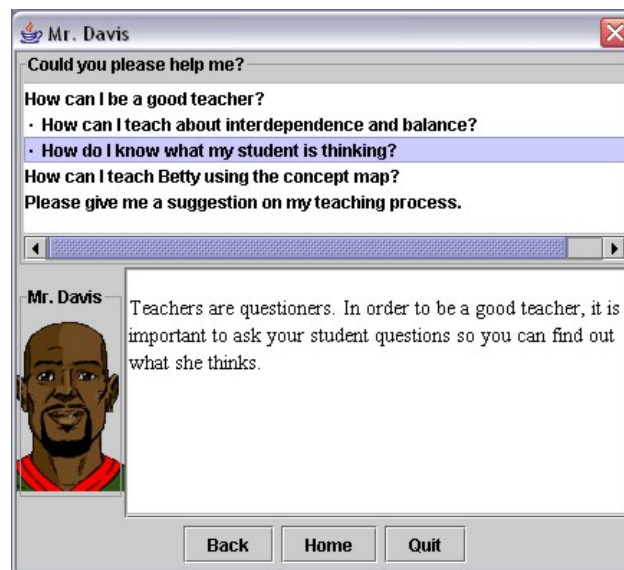 Mr. Davis
Could you please help me?
How can I be a good teacher?
· How can I teach about interdependence and balance?
· How do I know what my student is thinking?
How can I teach Betty using the concept map?
Please give me a suggestion on my teaching process.
Mr. Davis
Teachers are questioners. In order to be a good teacher, it is
important to ask your student questions so you can find out
what she thinks.
Back Home Quit